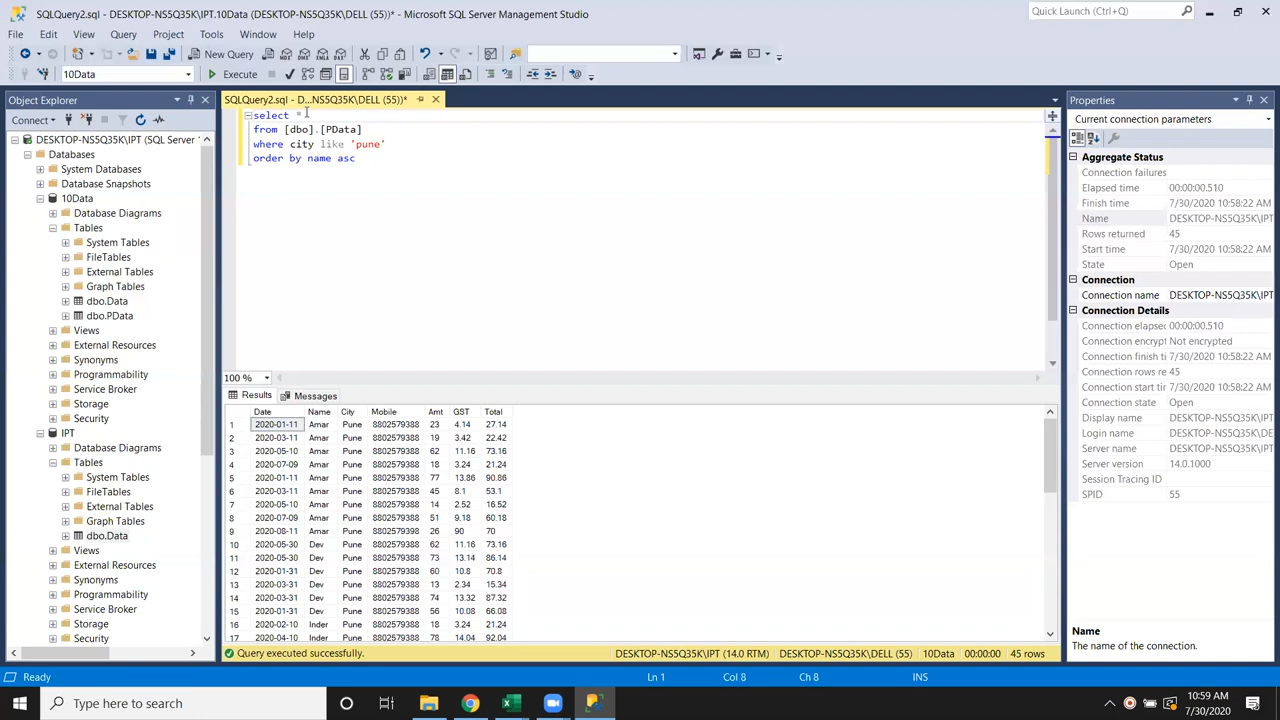 SQLQuery2.sql - DESKTOP-NS5Q35K\IPT.10Data (DESKTOP-NS5Q35K\DELL (55))* - Microsoft SQL Server Management Studio
Quick Launch (Ctrl+Q)
File Edit View Query Project Tools Window Help
New Query MDX DMX XMLA DAX
10Data Execute
Object Explorer
Connect
DESKTOP-NS5Q35K\IPT (SQL Server
Databases
System Databases
Database Snapshots
10Data
Database Diagrams
Tables
System Tables
FileTables
External Tables
Graph Tables
dbo.Data
dbo.PData
Views
External Resources
Synonyms
Programmability
Service Broker
Storage
Security
IPT
Database Diagrams
Tables
System Tables
FileTables
External Tables
Graph Tables
dbo.Data
Views
External Resources
Synonyms
Programmability
Service Broker
Storage
Security
SQLQuery2.sql - D...NS5Q35K\DELL (55))*
select *
from [dbo].[PData]
where city like 'pune'
order by name asc
100 %
Results Messages
Date Name City Mobile Amt GST Total
1 2020-01-11 Amar Pune 8802579388 23 4.14 27.14
2 2020-03-11 Amar Pune 8802579388 19 3.42 22.42
3 2020-05-10 Amar Pune 8802579388 62 11.16 73.16
4 2020-07-09 Amar Pune 8802579388 18 3.24 21.24
5 2020-01-11 Amar Pune 8802579388 77 13.86 90.86
6 2020-03-11 Amar Pune 8802579388 45 8.1 53.1
7 2020-05-10 Amar Pune 8802579388 14 2.52 16.52
8 2020-07-09 Amar Pune 8802579388 51 9.18 60.18
9 2020-08-11 Amar Pune 8802579398 26 90 70
10 2020-05-30 Dev Pune 8802579388 62 11.16 73.16
11 2020-05-30 Dev Pune 8802579388 73 13.14 86.14
12 2020-01-31 Dev Pune 8802579388 60 10.8 70.8
13 2020-03-31 Dev Pune 8802579388 13 2.34 15.34
14 2020-03-31 Dev Pune 8802579388 74 13.32 87.32
15 2020-01-31 Dev Pune 8802579388 56 10.08 66.08
16 2020-02-10 Inder Pune 8802579388 18 3.24 21.24
17 2020-04-10 Inder Pune 8802579388 78 14.04 92.04
Query executed successfully. DESKTOP-NS5Q35K\IPT (14.0 RTM) DESKTOP-NS5Q35K\DELL (55) 10Data 00:00:00 45 rows
Properties
Current connection parameters
Aggregate Status
Connection failures
Elapsed time 00:00:00.510
Finish time 7/30/2020 10:58:22 AM
Name DESKTOP-NS5Q35K\IPT
Rows returned 45
Start time 7/30/2020 10:58:22 AM
State Open
Connection
Connection name DESKTOP-NS5Q35K\IPT
Connection Details
Connection elapse 00:00:00.510
Connection encryp Not encrypted
Connection finish ti 7/30/2020 10:58:22 AM
Connection rows re 45
Connection start tir 7/30/2020 10:58:22 AM
Connection state Open
Display name DESKTOP-NS5Q35K\IPT
Login name DESKTOP-NS5Q35K\DE
Server name DESKTOP-NS5Q35K\IPT
Server version 14.0.1000
Session Tracing ID
SPID 55
Name
The name of the connection.
Ready Ln 1 Col 8 Ch 8 INS
Type here to search
10:59 AM
7/30/2020